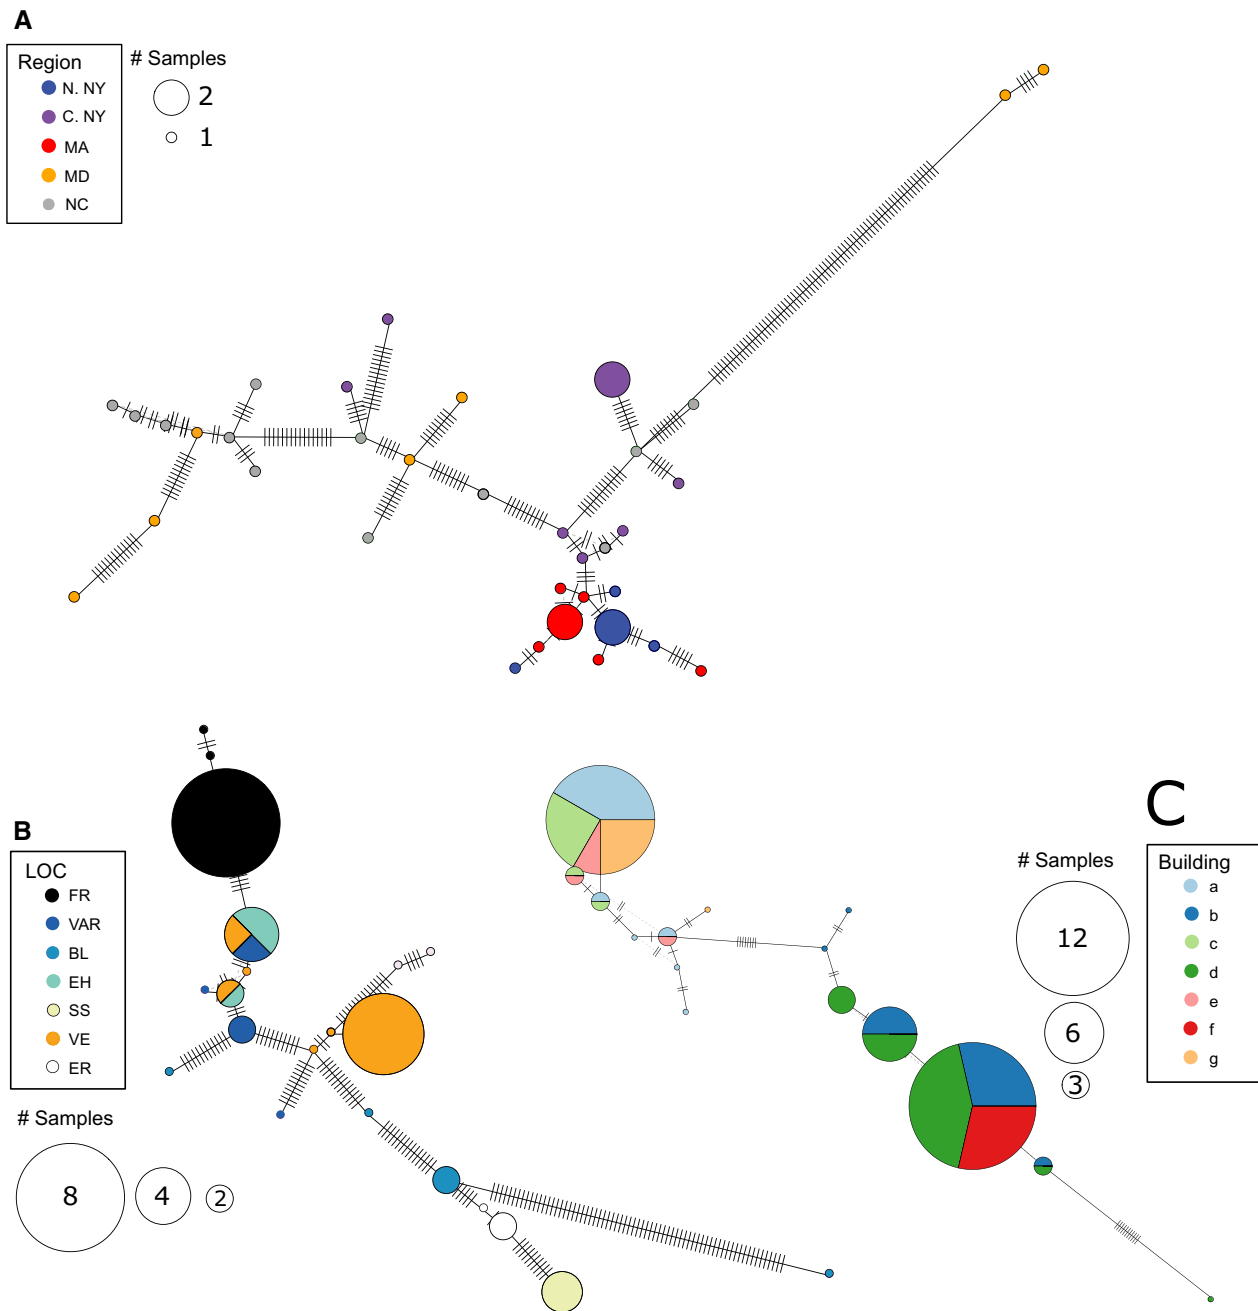 A
Region
N. NY
C. NY
MA
MD
NC
# Samples
2
1
B
LOC
FR
VAR
BL
EH
SS
VE
ER
# Samples
8
4
2
C
# Samples
12
6
3
Building
a
b
c
d
e
f
g